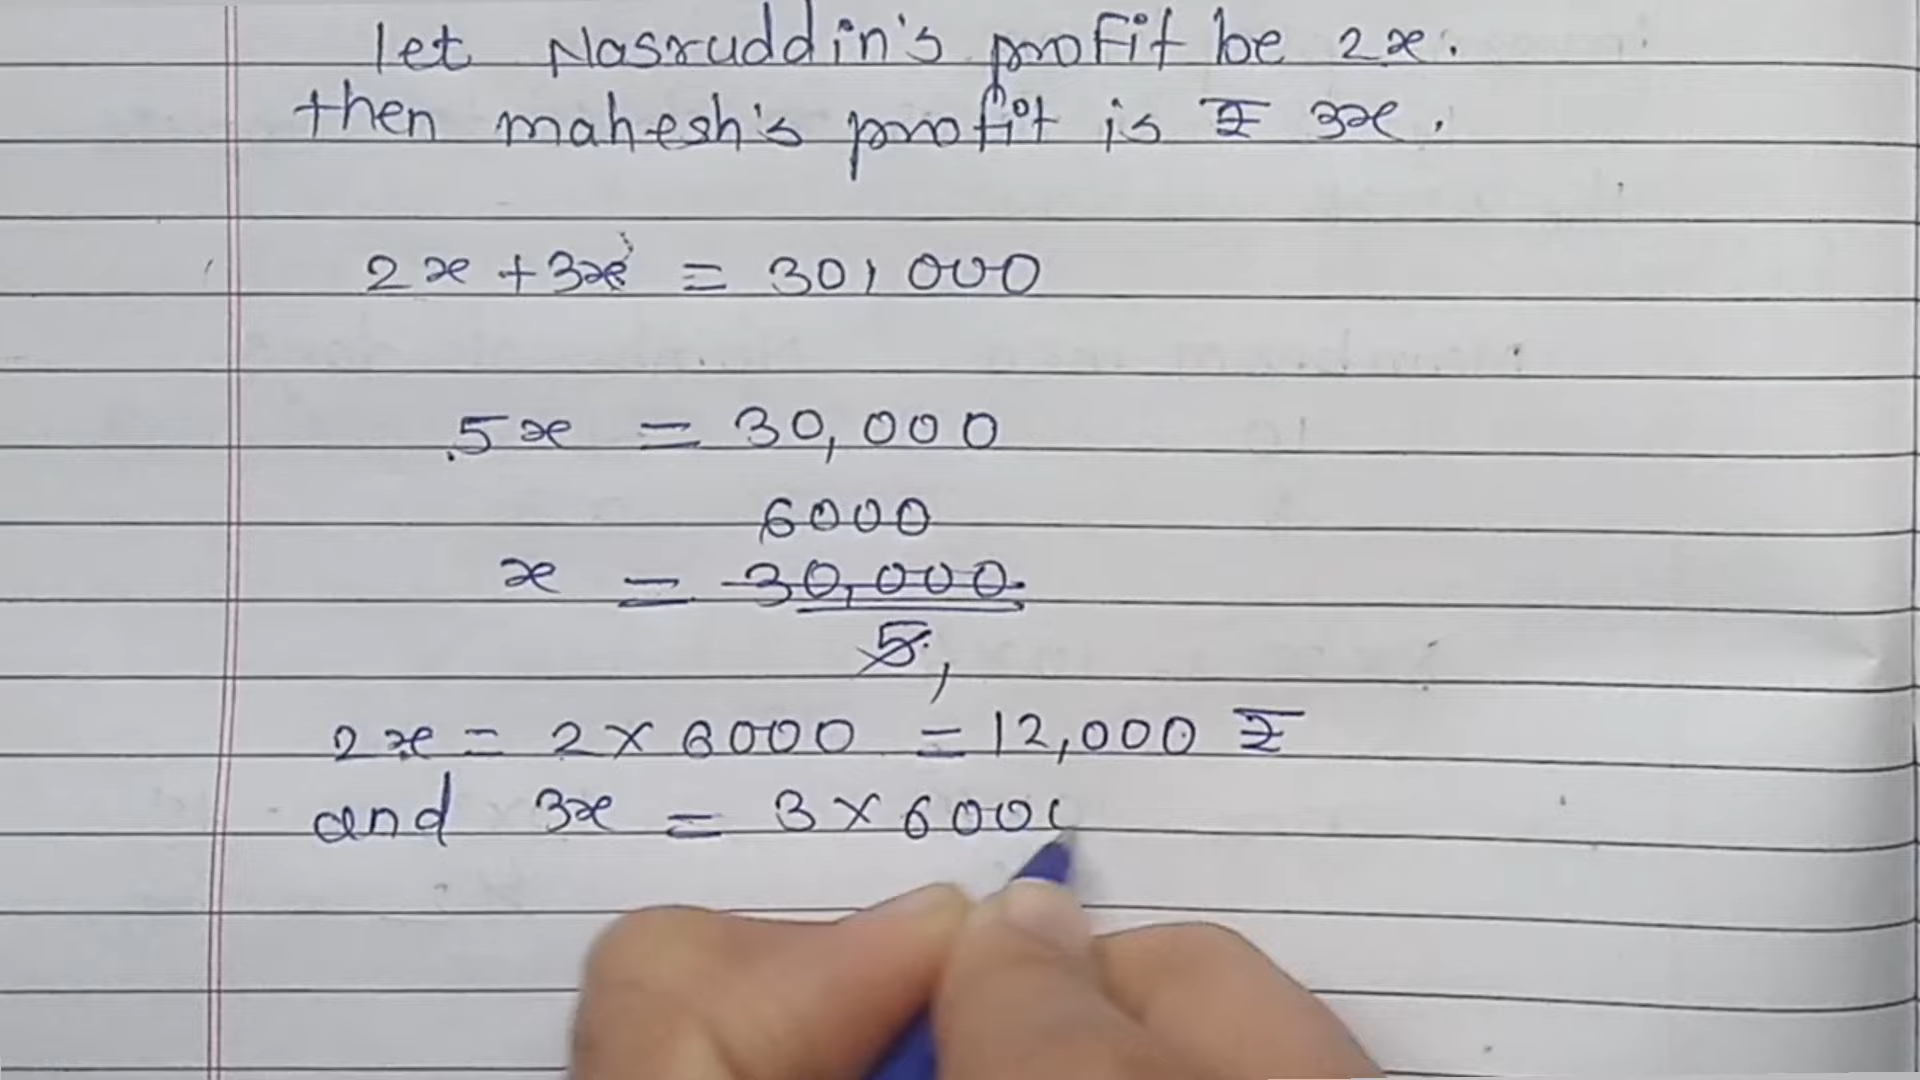 let Nasruddin's profit be 2x.
then mahesh's profit is ₹ 3x.
2x + 3x = 30,000
5x = 30,000
6000
x = 30,000
5
2x = 2 × 6000 = 12,000 ₹
and 3x = 3 × 6000